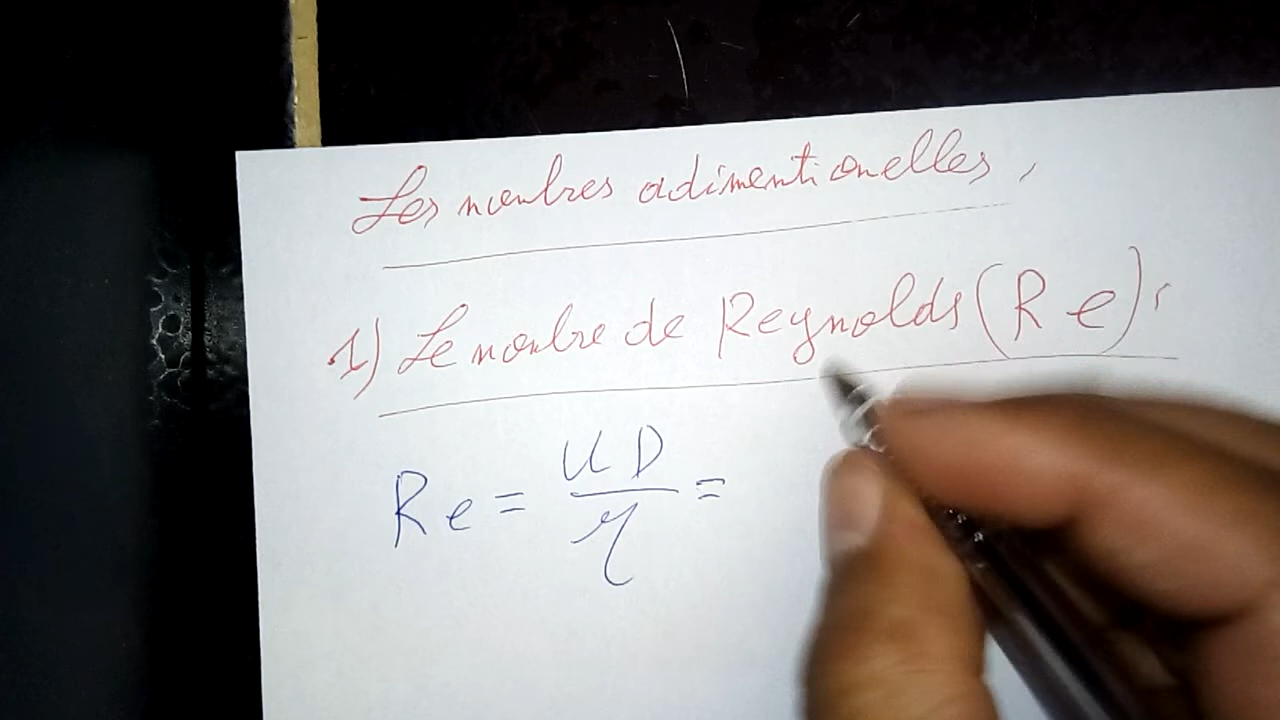 Les nombres adimentionelles,
1) Le nombre de Reynolds (Re),
Re = UD/η =